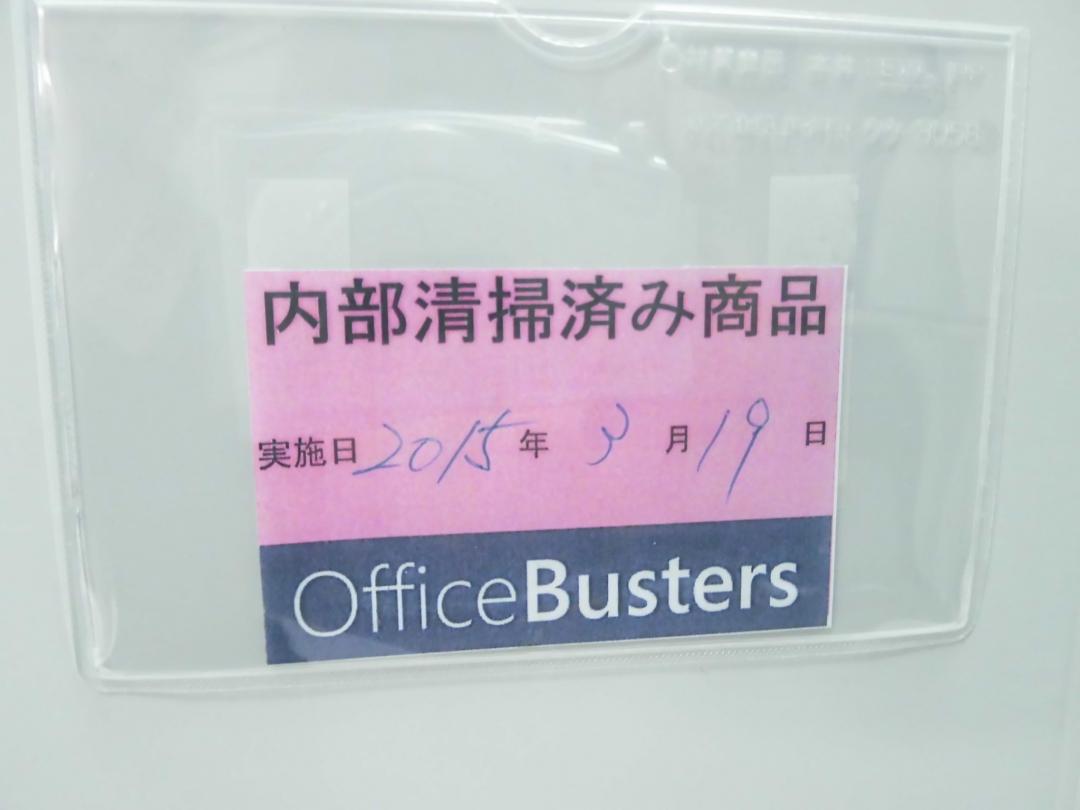 内部清掃済み商品
実施日 2015 年 3 月 19 日
OfficeBusters